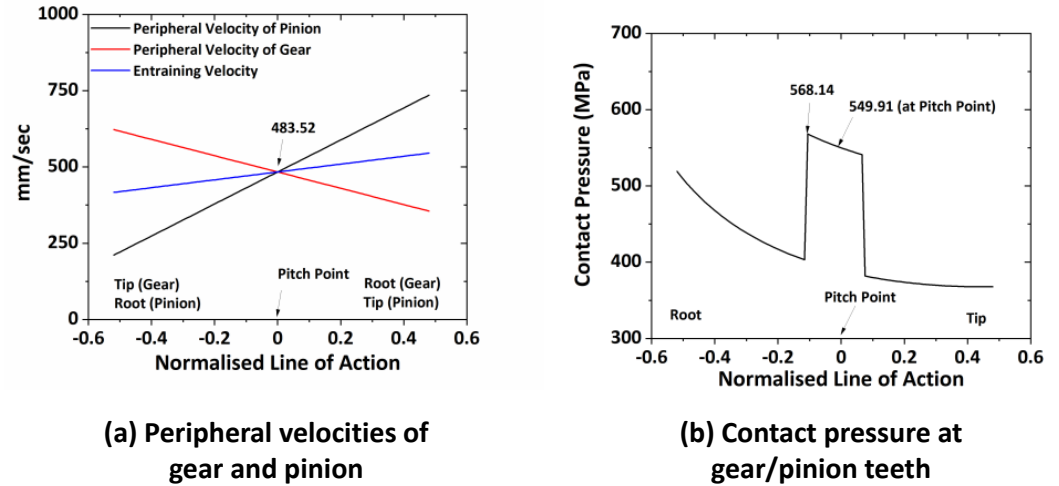 1000
750
500
250
0
mm/sec
Peripheral Velocity of Pinion
Peripheral Velocity of Gear
Entraining Velocity
483.52
Tip (Gear)
Root (Pinion)
Pitch Point
Root (Gear)
Tip (Pinion)
-0.6 -0.4 -0.2 0 0.2 0.4 0.6
Normalised Line of Action
(a) Peripheral velocities of
gear and pinion
700
600
500
400
300
Contact Pressure (MPa)
568.14
549.91 (at Pitch Point)
Pitch Point
Root
Tip
-0.6 -0.4 -0.2 0 0.2 0.4 0.6
Normalised Line of Action
(b) Contact pressure at
gear/pinion teeth